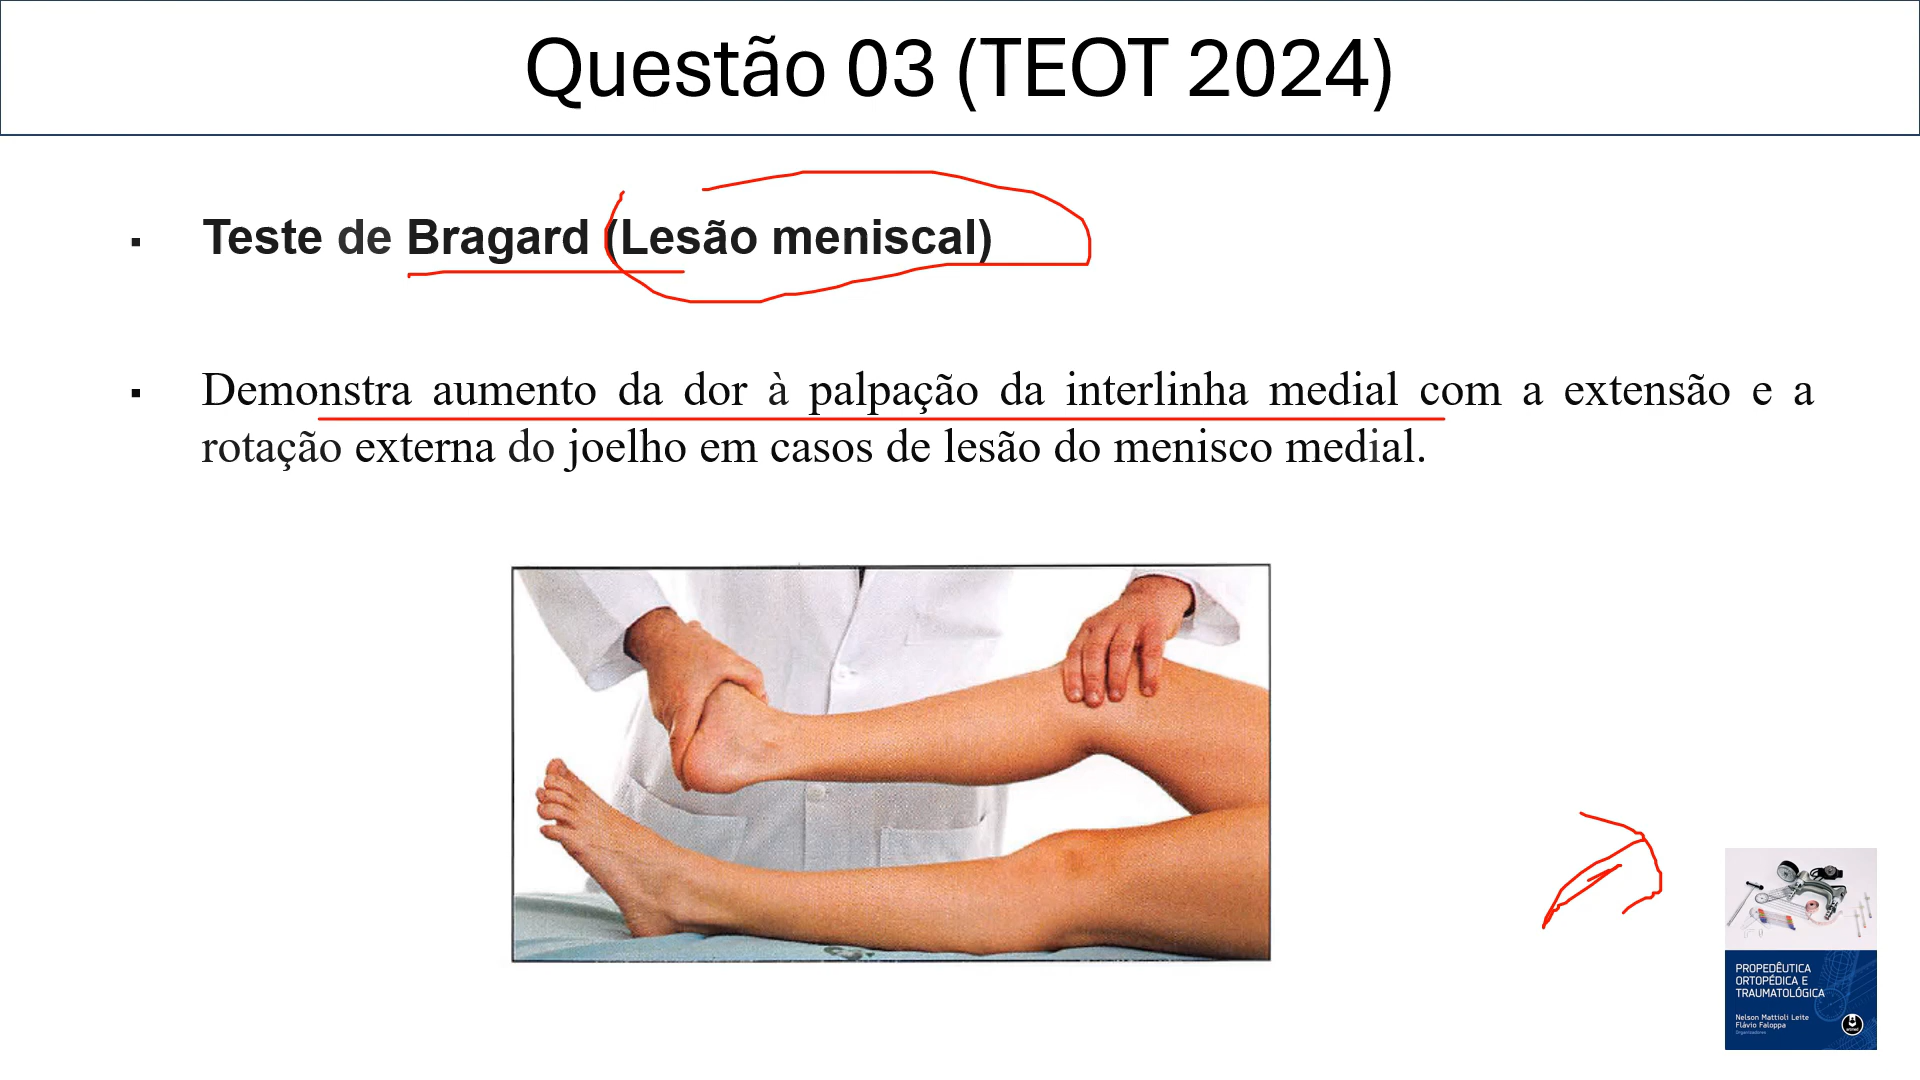 Questão 03 (TEOT 2024)
▪ Teste de Bragard (Lesão meniscal)
▪ Demonstra aumento da dor à palpação da interlinha medial com a extensão e a
rotação externa do joelho em casos de lesão do menisco medial.
PROPEDÊUTICA
ORTOPÉDICA E
TRAUMATOLÓGICA
Nelson Mattioli Leite
Flávio Faloppa